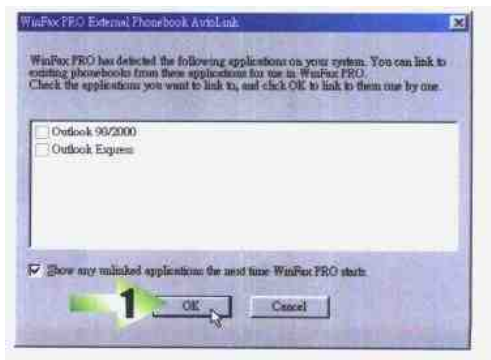 WinFax PRO External Phonebook AutoLink
WinFax PRO has detected the following applications on your system. You can link to
existing phonebooks from these applications for use in WinFax PRO.
Check the applications you want to link to, and click OK to link to them one by one.
Outlook 98/2000
Outlook Express
Show any unlinked applications the next time WinFax PRO starts.
1 OK Cancel